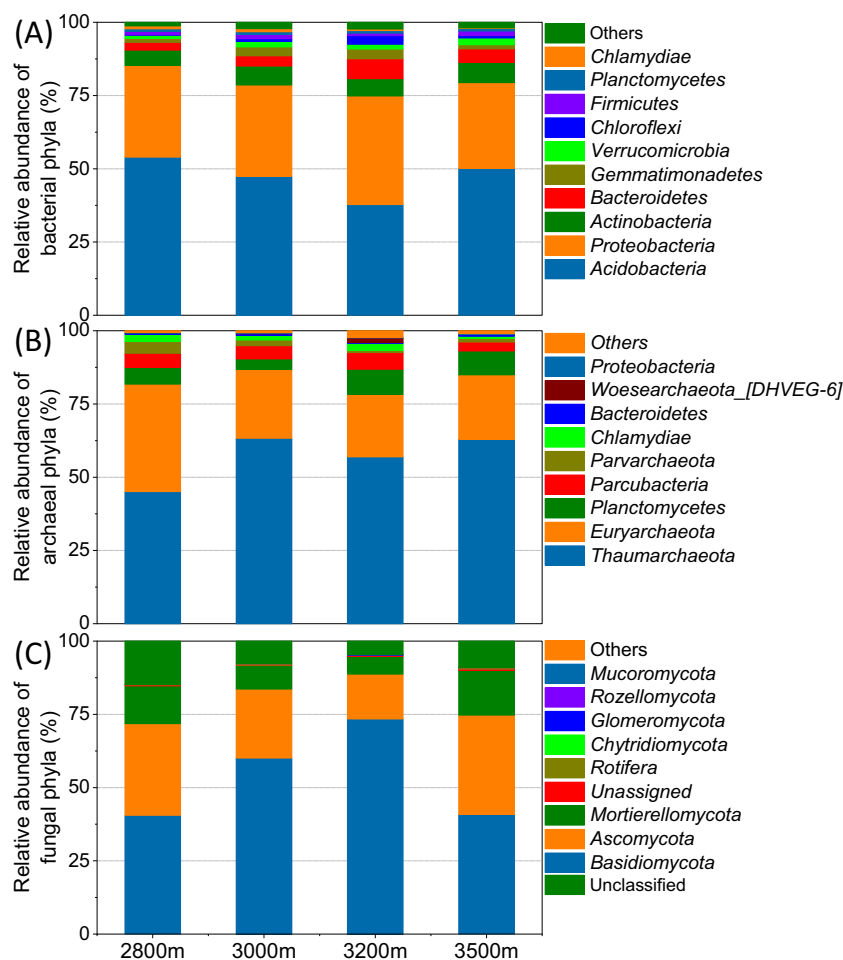 (A)
Relative abundance of
bacterial phyla (%)
100
75
50
25
0
Others
Chlamydiae
Planctomycetes
Firmicutes
Chloroflexi
Verrucomicrobia
Gemmatimonadetes
Bacteroidetes
Actinobacteria
Proteobacteria
Acidobacteria
(B)
Relative abundance of
archaeal phyla (%)
100
75
50
25
0
Others
Proteobacteria
Woesearchaeota_[DHVEG-6]
Bacteroidetes
Chlamydiae
Parvarchaeota
Parcubacteria
Planctomycetes
Euryarchaeota
Thaumarchaeota
(C)
Relative abundance of
fungal phyla (%)
100
75
50
25
0
Others
Mucoromycota
Rozellomycota
Glomeromycota
Chytridiomycota
Rotifera
Unassigned
Mortierellomycota
Ascomycota
Basidiomycota
Unclassified
2800m 3000m 3200m 3500m